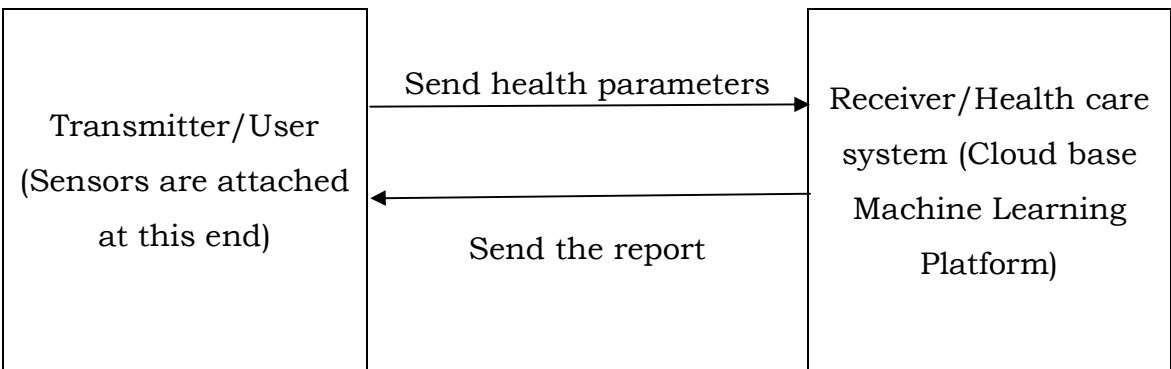 Transmitter/User
(Sensors are attached
at this end)
Send health parameters
Send the report
Receiver/Health care
system (Cloud base
Machine Learning
Platform)